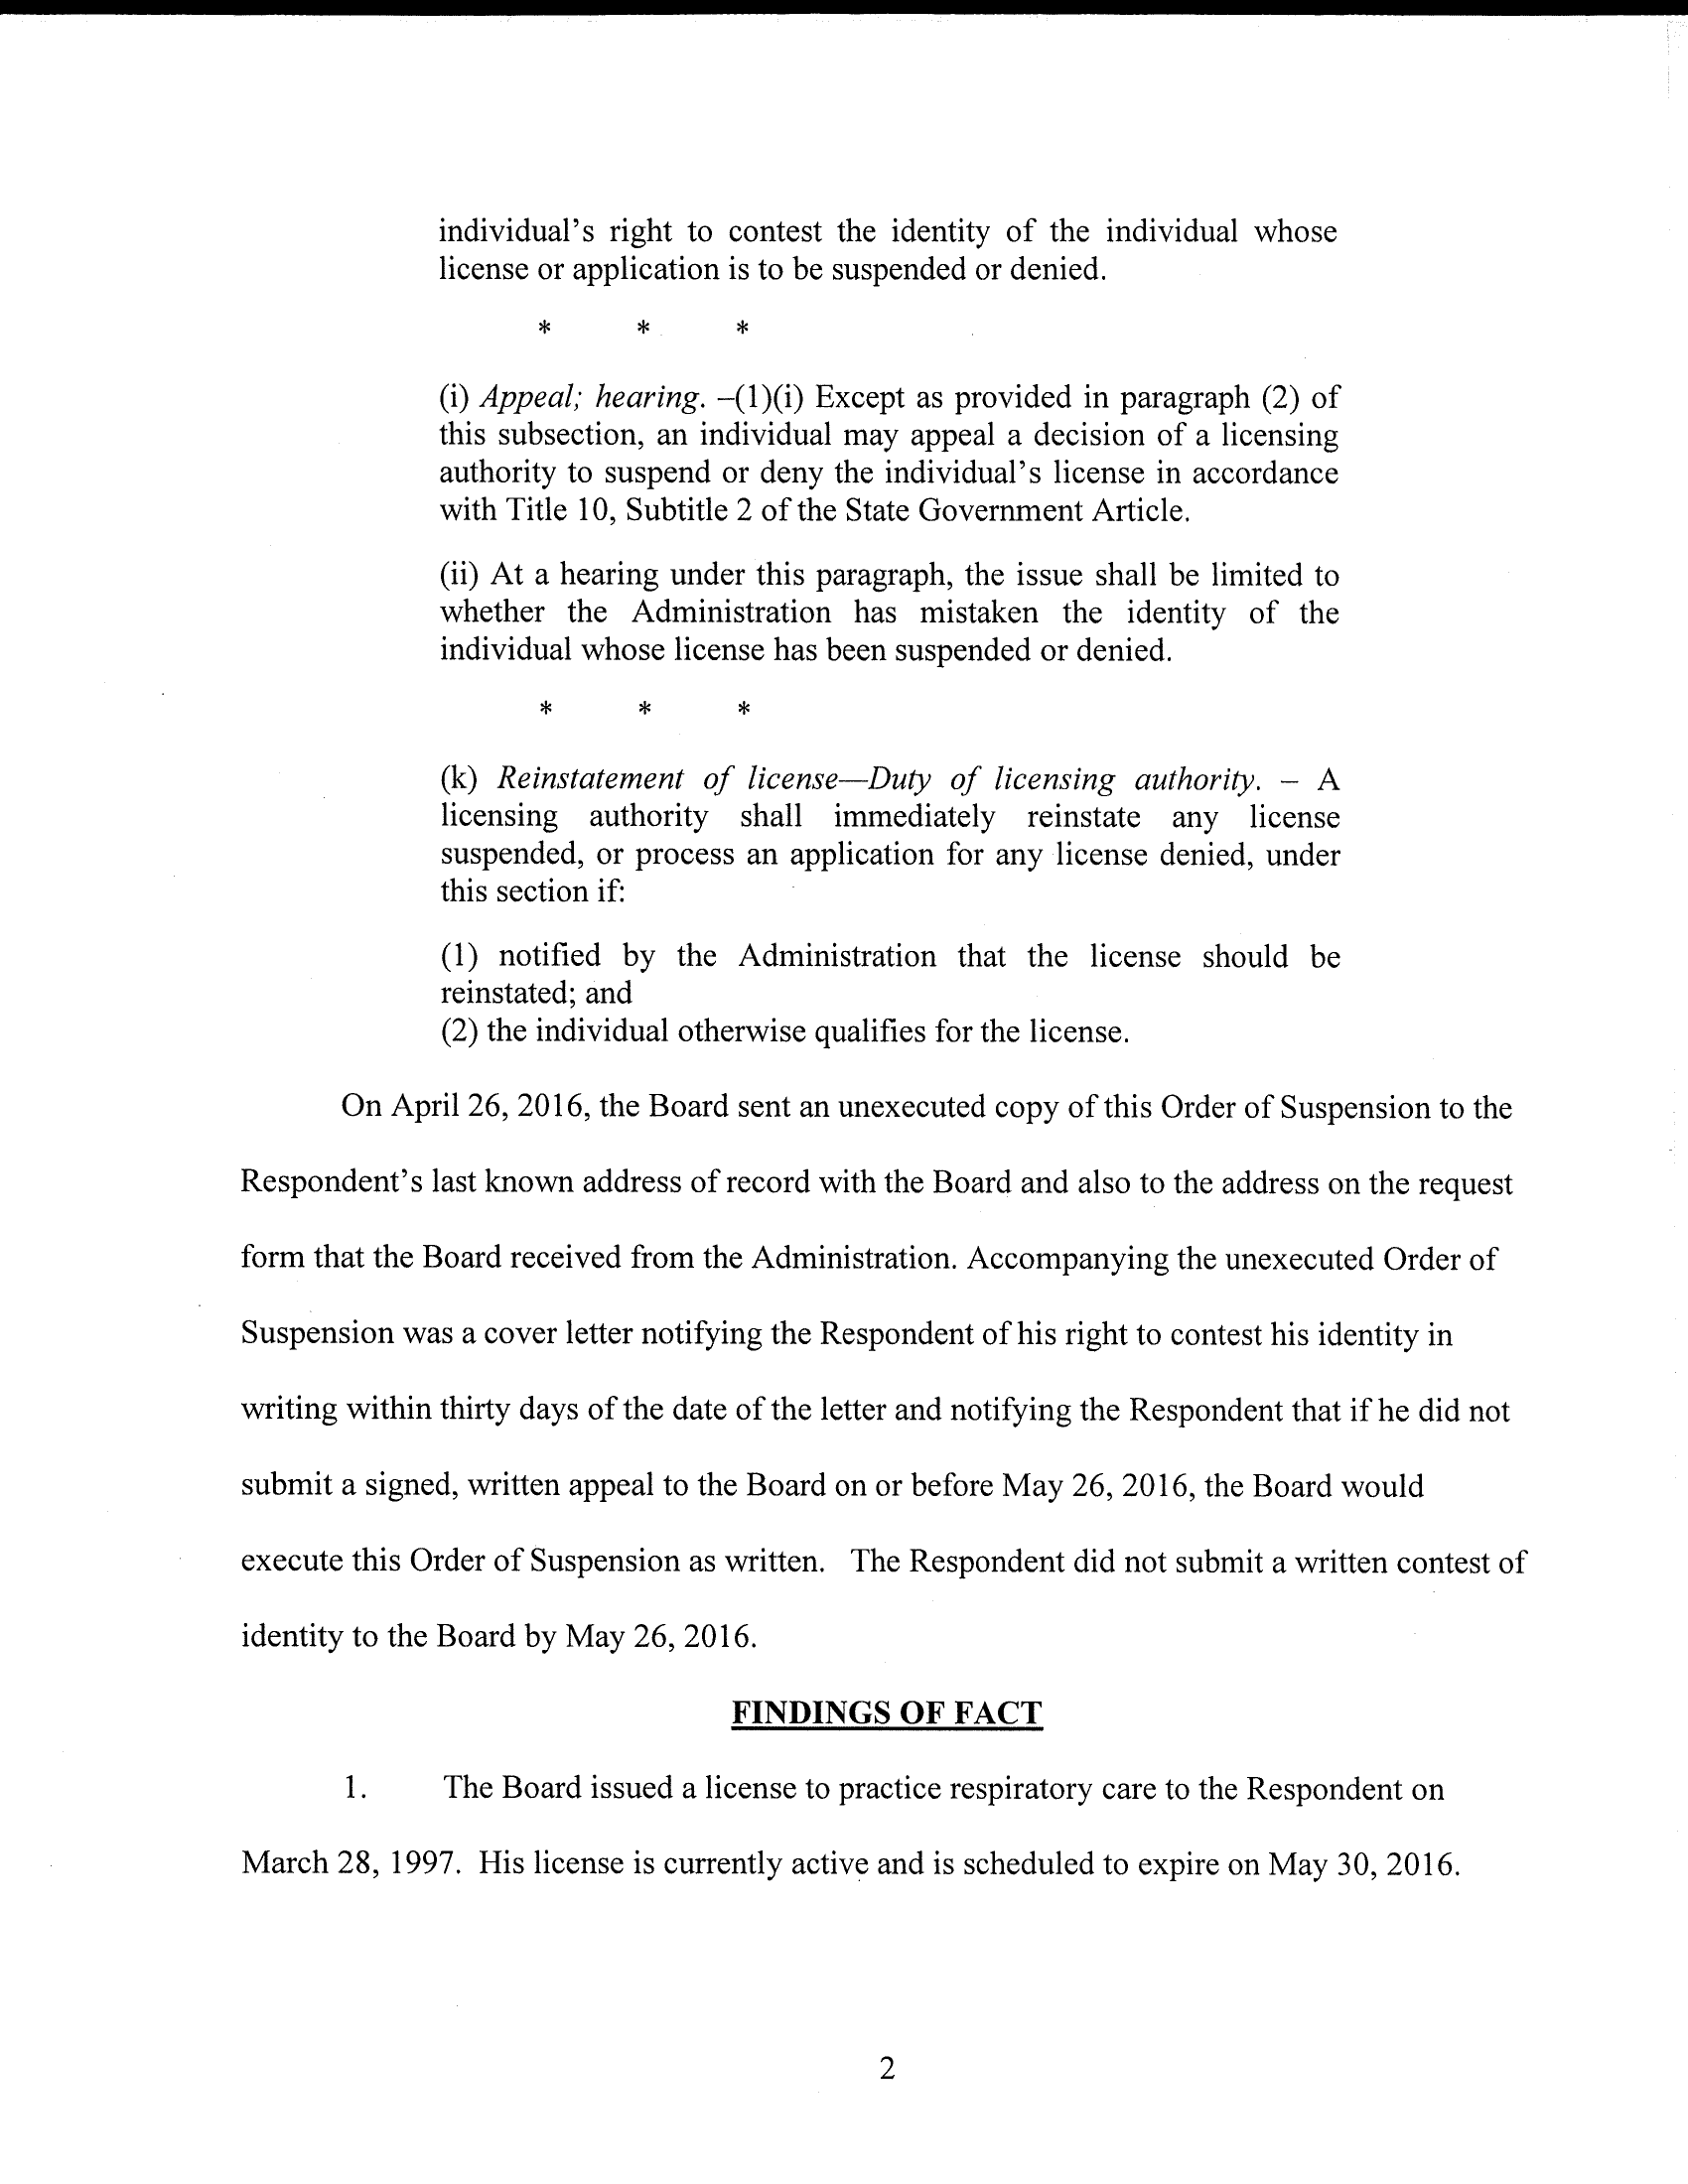 individual's right to contest the identity of the individual whose
license or application is to be suspended or denied.
* * *
(i) Appeal; hearing. –(1)(i) Except as provided in paragraph (2) of
this subsection, an individual may appeal a decision of a licensing
authority to suspend or deny the individual's license in accordance
with Title 10, Subtitle 2 of the State Government Article.
(ii) At a hearing under this paragraph, the issue shall be limited to
whether the Administration has mistaken the identity of the
individual whose license has been suspended or denied.
* * *
(k) Reinstatement of license—Duty of licensing authority. – A
licensing authority shall immediately reinstate any license
suspended, or process an application for any license denied, under
this section if:
(1) notified by the Administration that the license should be
reinstated; and
(2) the individual otherwise qualifies for the license.
On April 26, 2016, the Board sent an unexecuted copy of this Order of Suspension to the
Respondent's last known address of record with the Board and also to the address on the request
form that the Board received from the Administration. Accompanying the unexecuted Order of
Suspension was a cover letter notifying the Respondent of his right to contest his identity in
writing within thirty days of the date of the letter and notifying the Respondent that if he did not
submit a signed, written appeal to the Board on or before May 26, 2016, the Board would
execute this Order of Suspension as written. The Respondent did not submit a written contest of
identity to the Board by May 26, 2016.
FINDINGS OF FACT
1. The Board issued a license to practice respiratory care to the Respondent on
March 28, 1997. His license is currently active and is scheduled to expire on May 30, 2016.
2